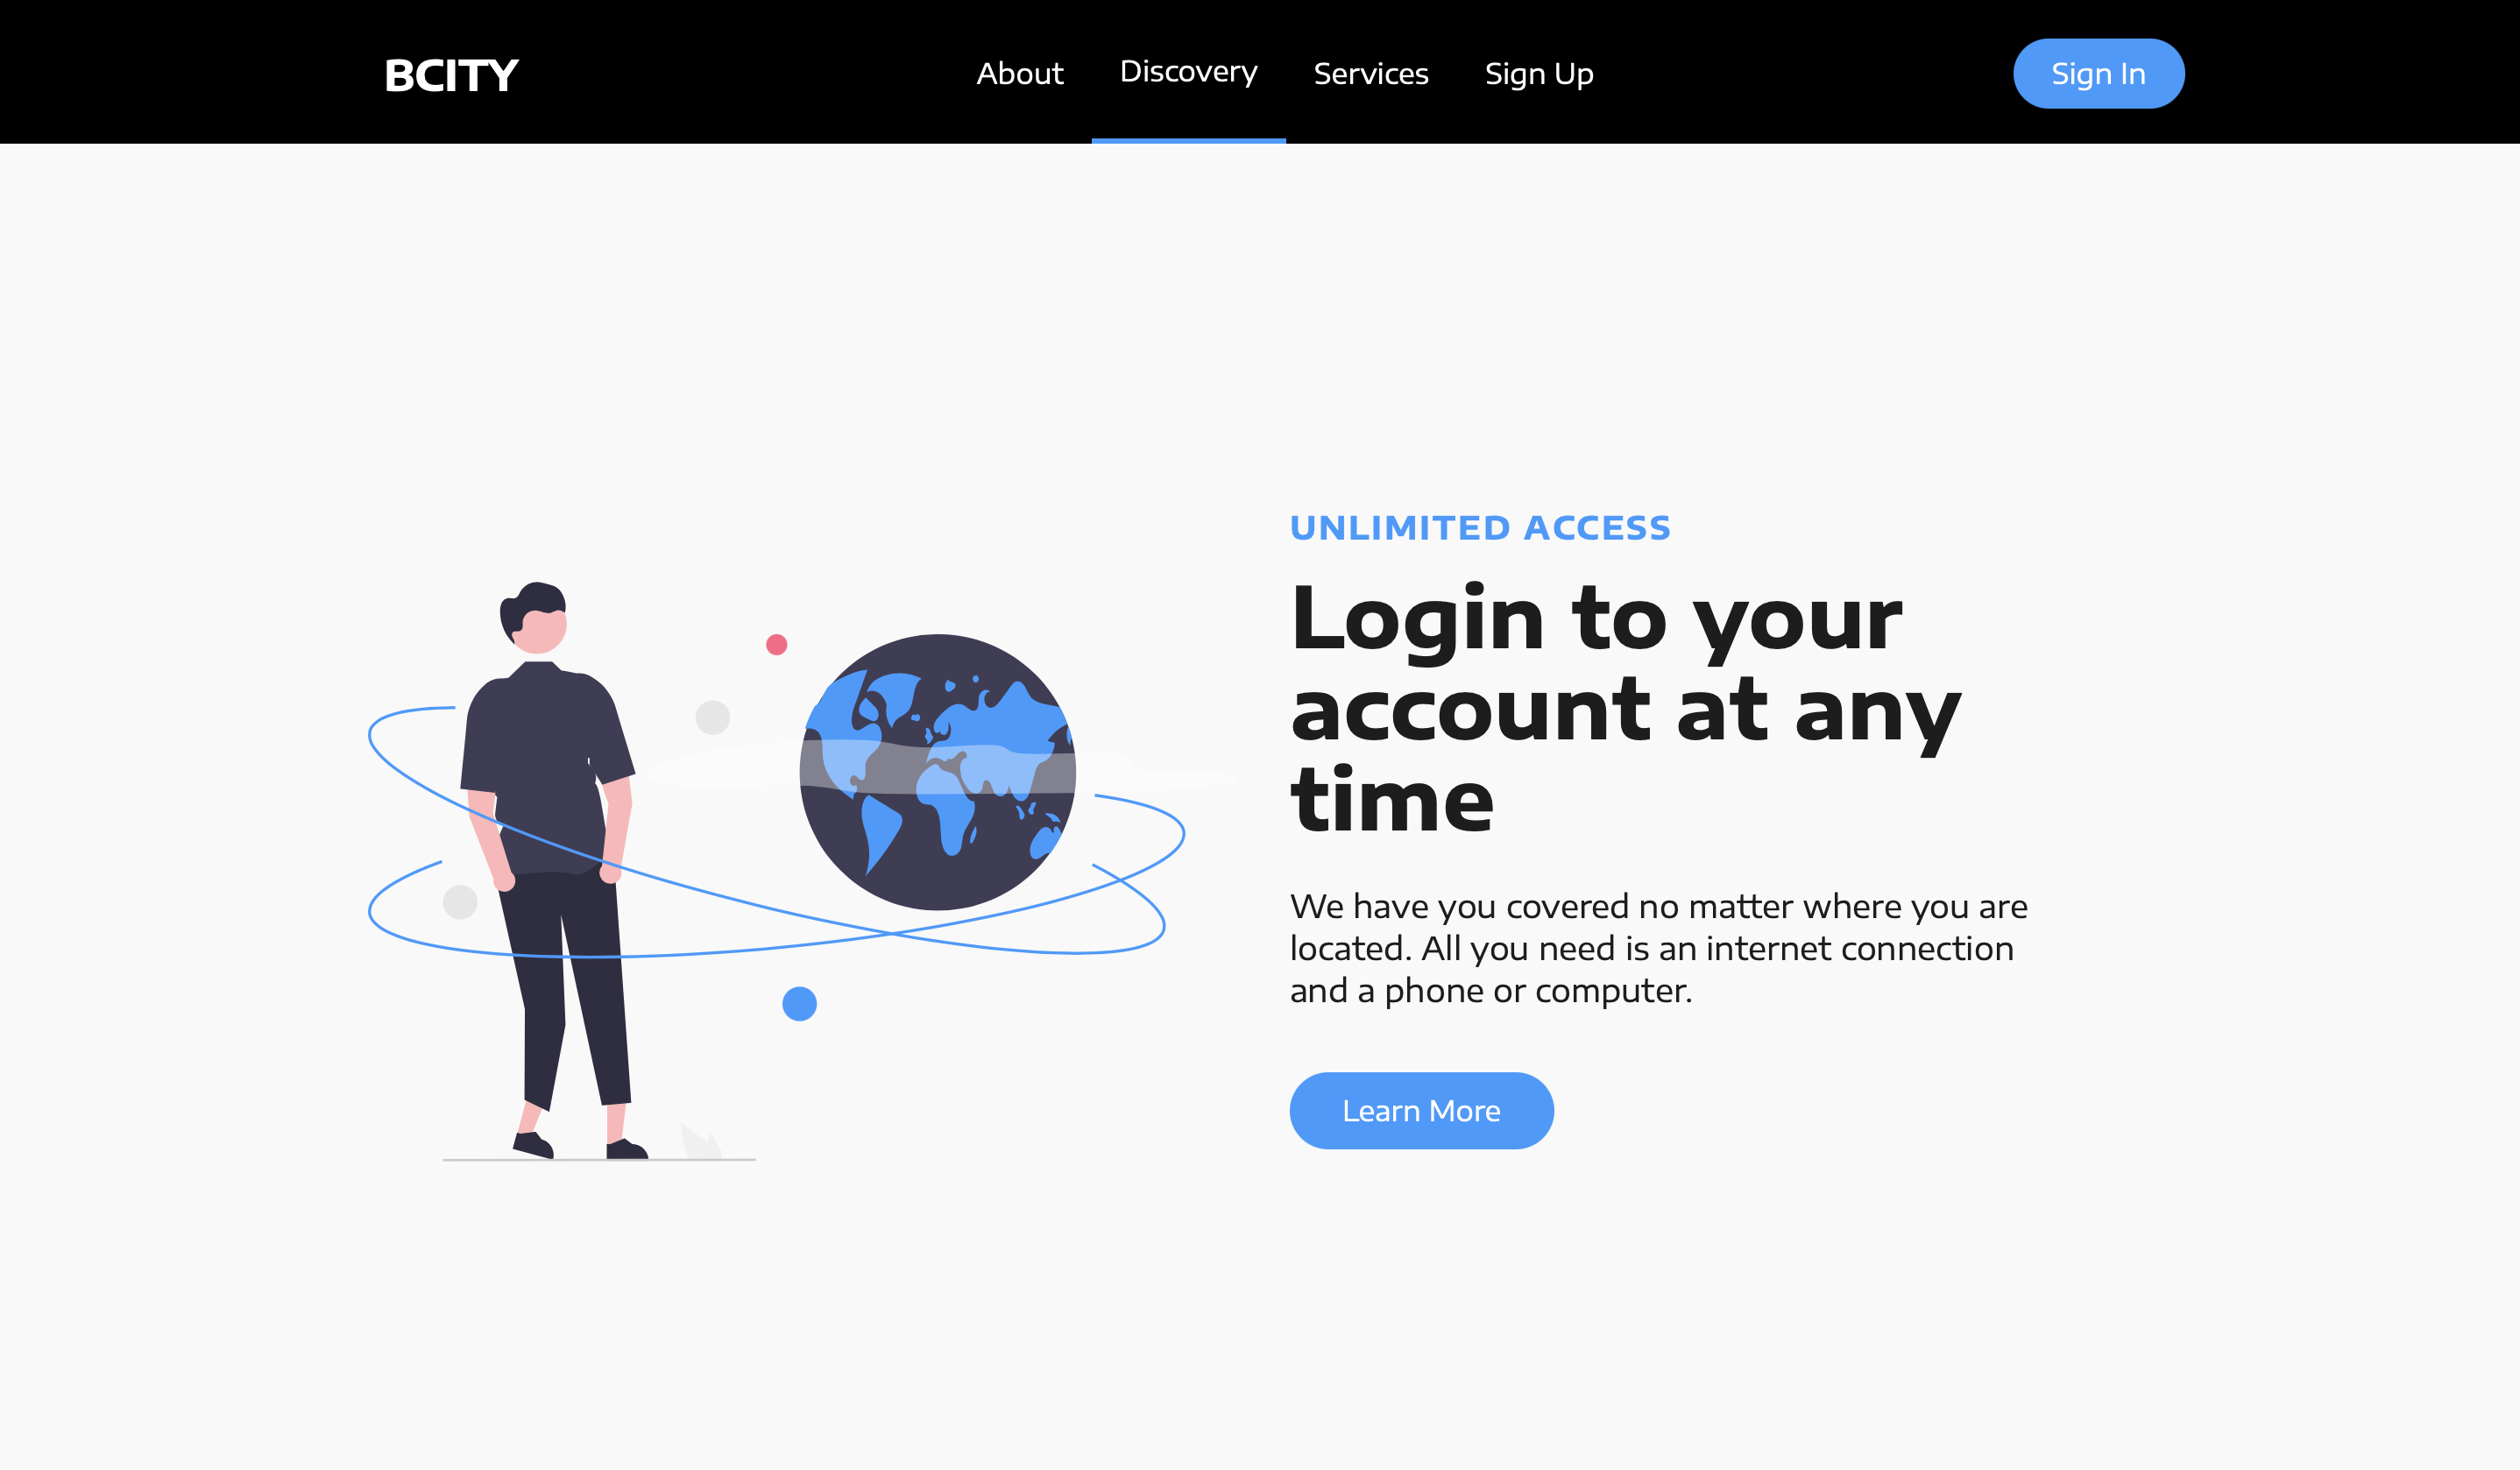 BCITY
About
Discovery
Services
Sign Up
Sign In
UNLIMITED ACCESS
Login to your
account at any
time
We have you covered no matter where you are
located. All you need is an internet connection
and a phone or computer.
Learn More